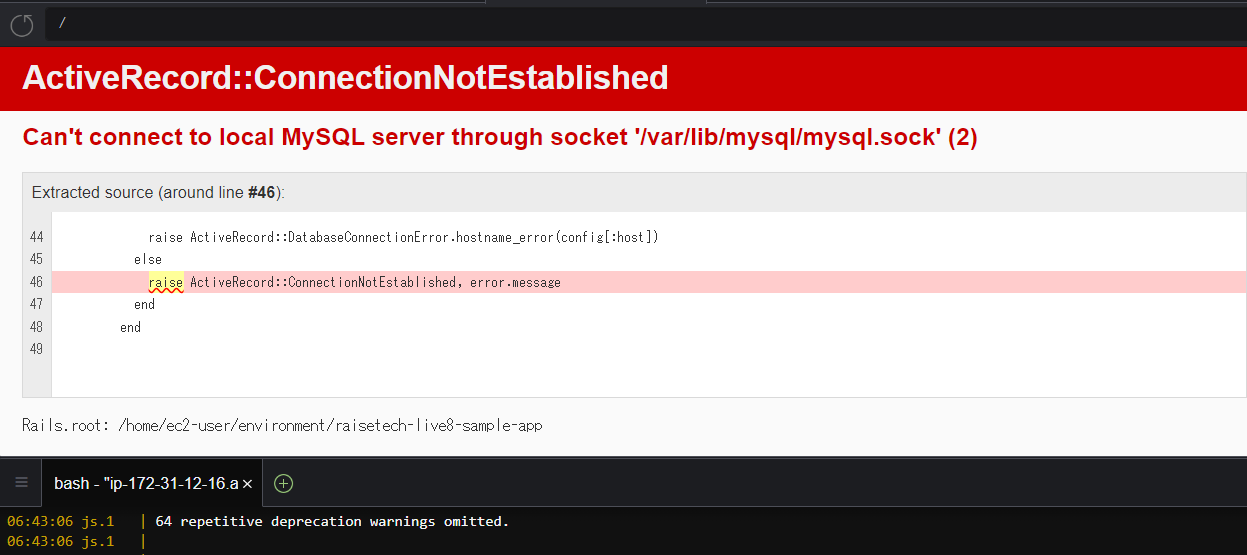 /
ActiveRecord::ConnectionNotEstablished
Can't connect to local MySQL server through socket '/var/lib/mysql/mysql.sock' (2)
Extracted source (around line #46):
44 raise ActiveRecord::DatabaseConnectionError.hostname_error(config[:host])
45 else
46 raise ActiveRecord::ConnectionNotEstablished, error.message
47 end
48 end
49
Rails.root: /home/ec2-user/environment/raisetech-live8-sample-app
bash - "ip-172-31-12-16.a ×
06:43:06 js.1 | 64 repetitive deprecation warnings omitted.
06:43:06 js.1 |